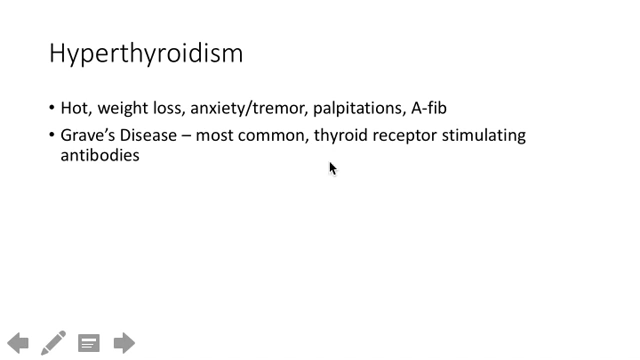 Hyperthyroidism
• Hot, weight loss, anxiety/tremor, palpitations, A-fib
• Grave's Disease – most common, thyroid receptor stimulating
antibodies